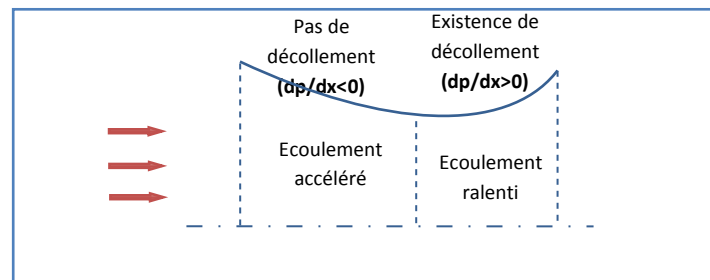 Pas de
décollement
(dp/dx<0)
Existence de
décollement
(dp/dx>0)
Ecoulement
accéléré
Ecoulement
ralenti